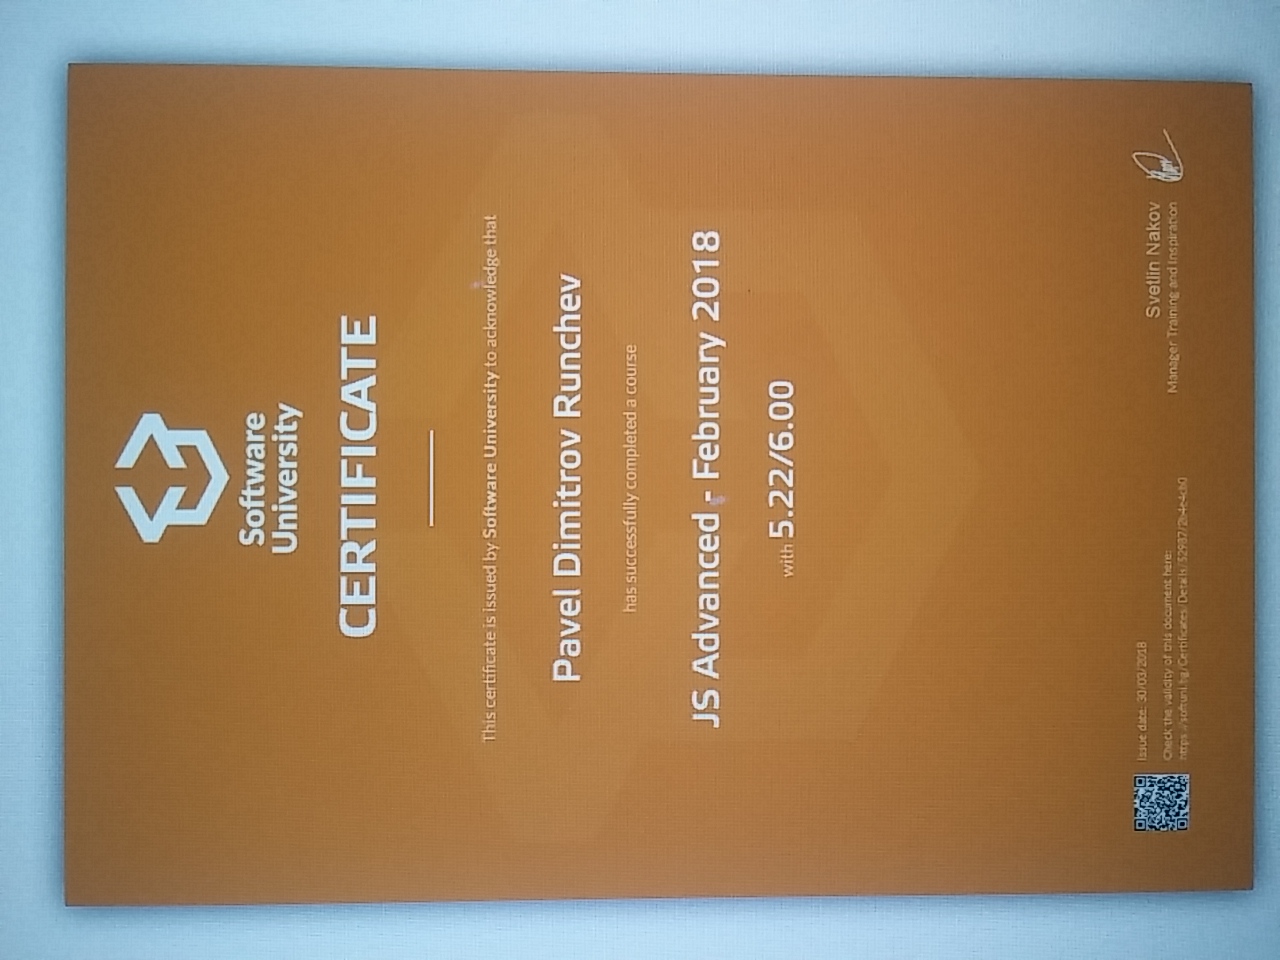 Software
University
CERTIFICATE
This certificate is issued by Software University to acknowledge that
Pavel Dimitrov Runchev
has successfully completed a course
JS Advanced - February 2018
with 5.22/6.00
Issue date: 30/03/2018
Check the validity of this document here:
https://softuni.bg/Certificates/Details/52987/2b4e4cb0
Svetlin Nakov
Manager Training and Inspiration